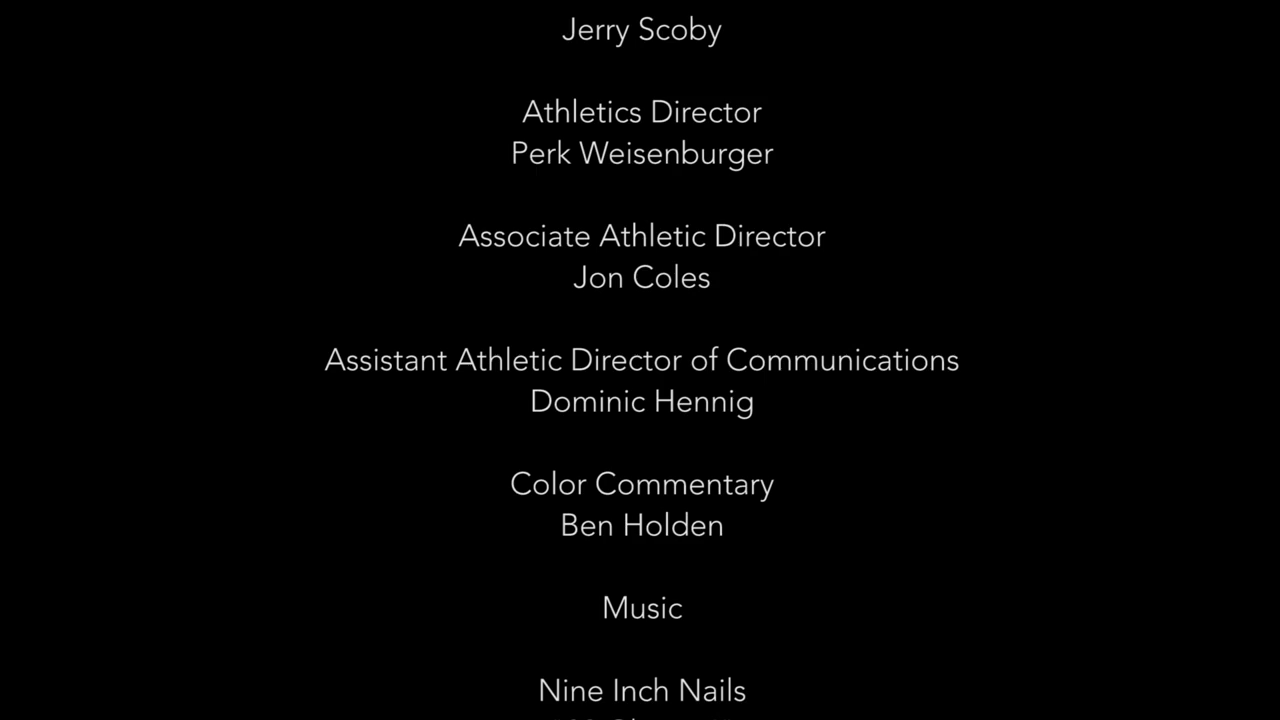 Jerry Scoby
Athletics Director
Perk Weisenburger
Associate Athletic Director
Jon Coles
Assistant Athletic Director of Communications
Dominic Hennig
Color Commentary
Ben Holden
Music
Nine Inch Nails